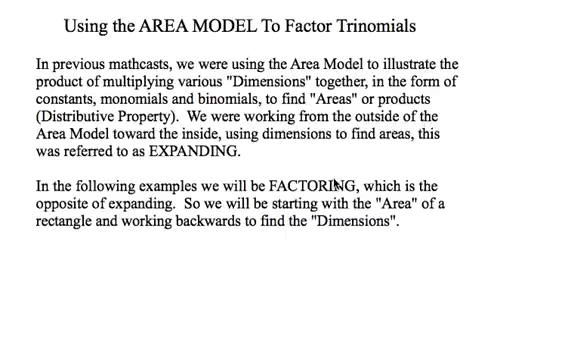 Using the AREA MODEL To Factor Trinomials
In previous mathcasts, we were using the Area Model to illustrate the
product of multiplying various "Dimensions" together, in the form of
constants, monomials and binomials, to find "Areas" or products
(Distributive Property).  We were working from the outside of the
Area Model toward the inside, using dimensions to find areas, this
was referred to as EXPANDING.
In the following examples we will be FACTORING, which is the
opposite of expanding.  So we will be starting with the "Area" of a
rectangle and working backwards to find the "Dimensions".